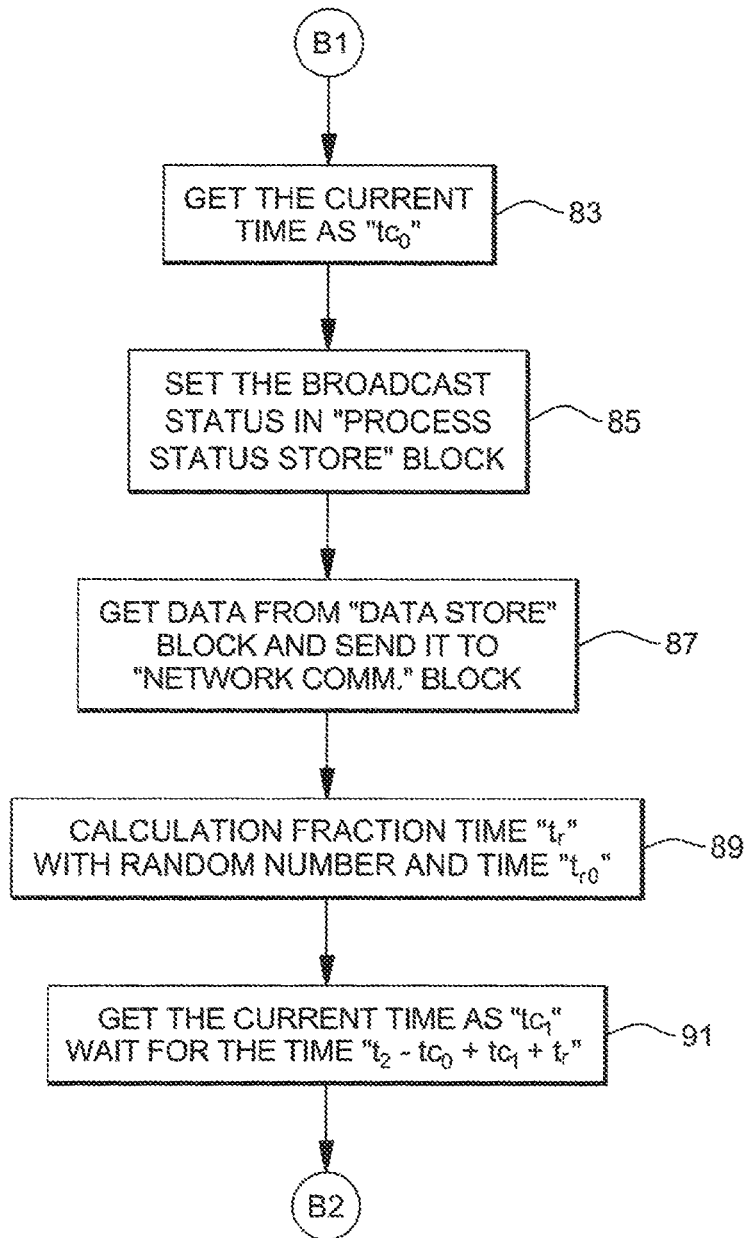 B1
GET THE CURRENT
TIME AS "tc₀"
83
SET THE BROADCAST
STATUS IN "PROCESS
STATUS STORE" BLOCK
85
GET DATA FROM "DATA STORE"
BLOCK AND SEND IT TO
"NETWORK COMM." BLOCK
87
CALCULATION FRACTION TIME "tᵣ"
WITH RANDOM NUMBER AND TIME "tᵣ₀"
89
GET THE CURRENT TIME AS "tc₁"
WAIT FOR THE TIME "t₂ - tc₀ + tc₁ + tᵣ"
91
B2